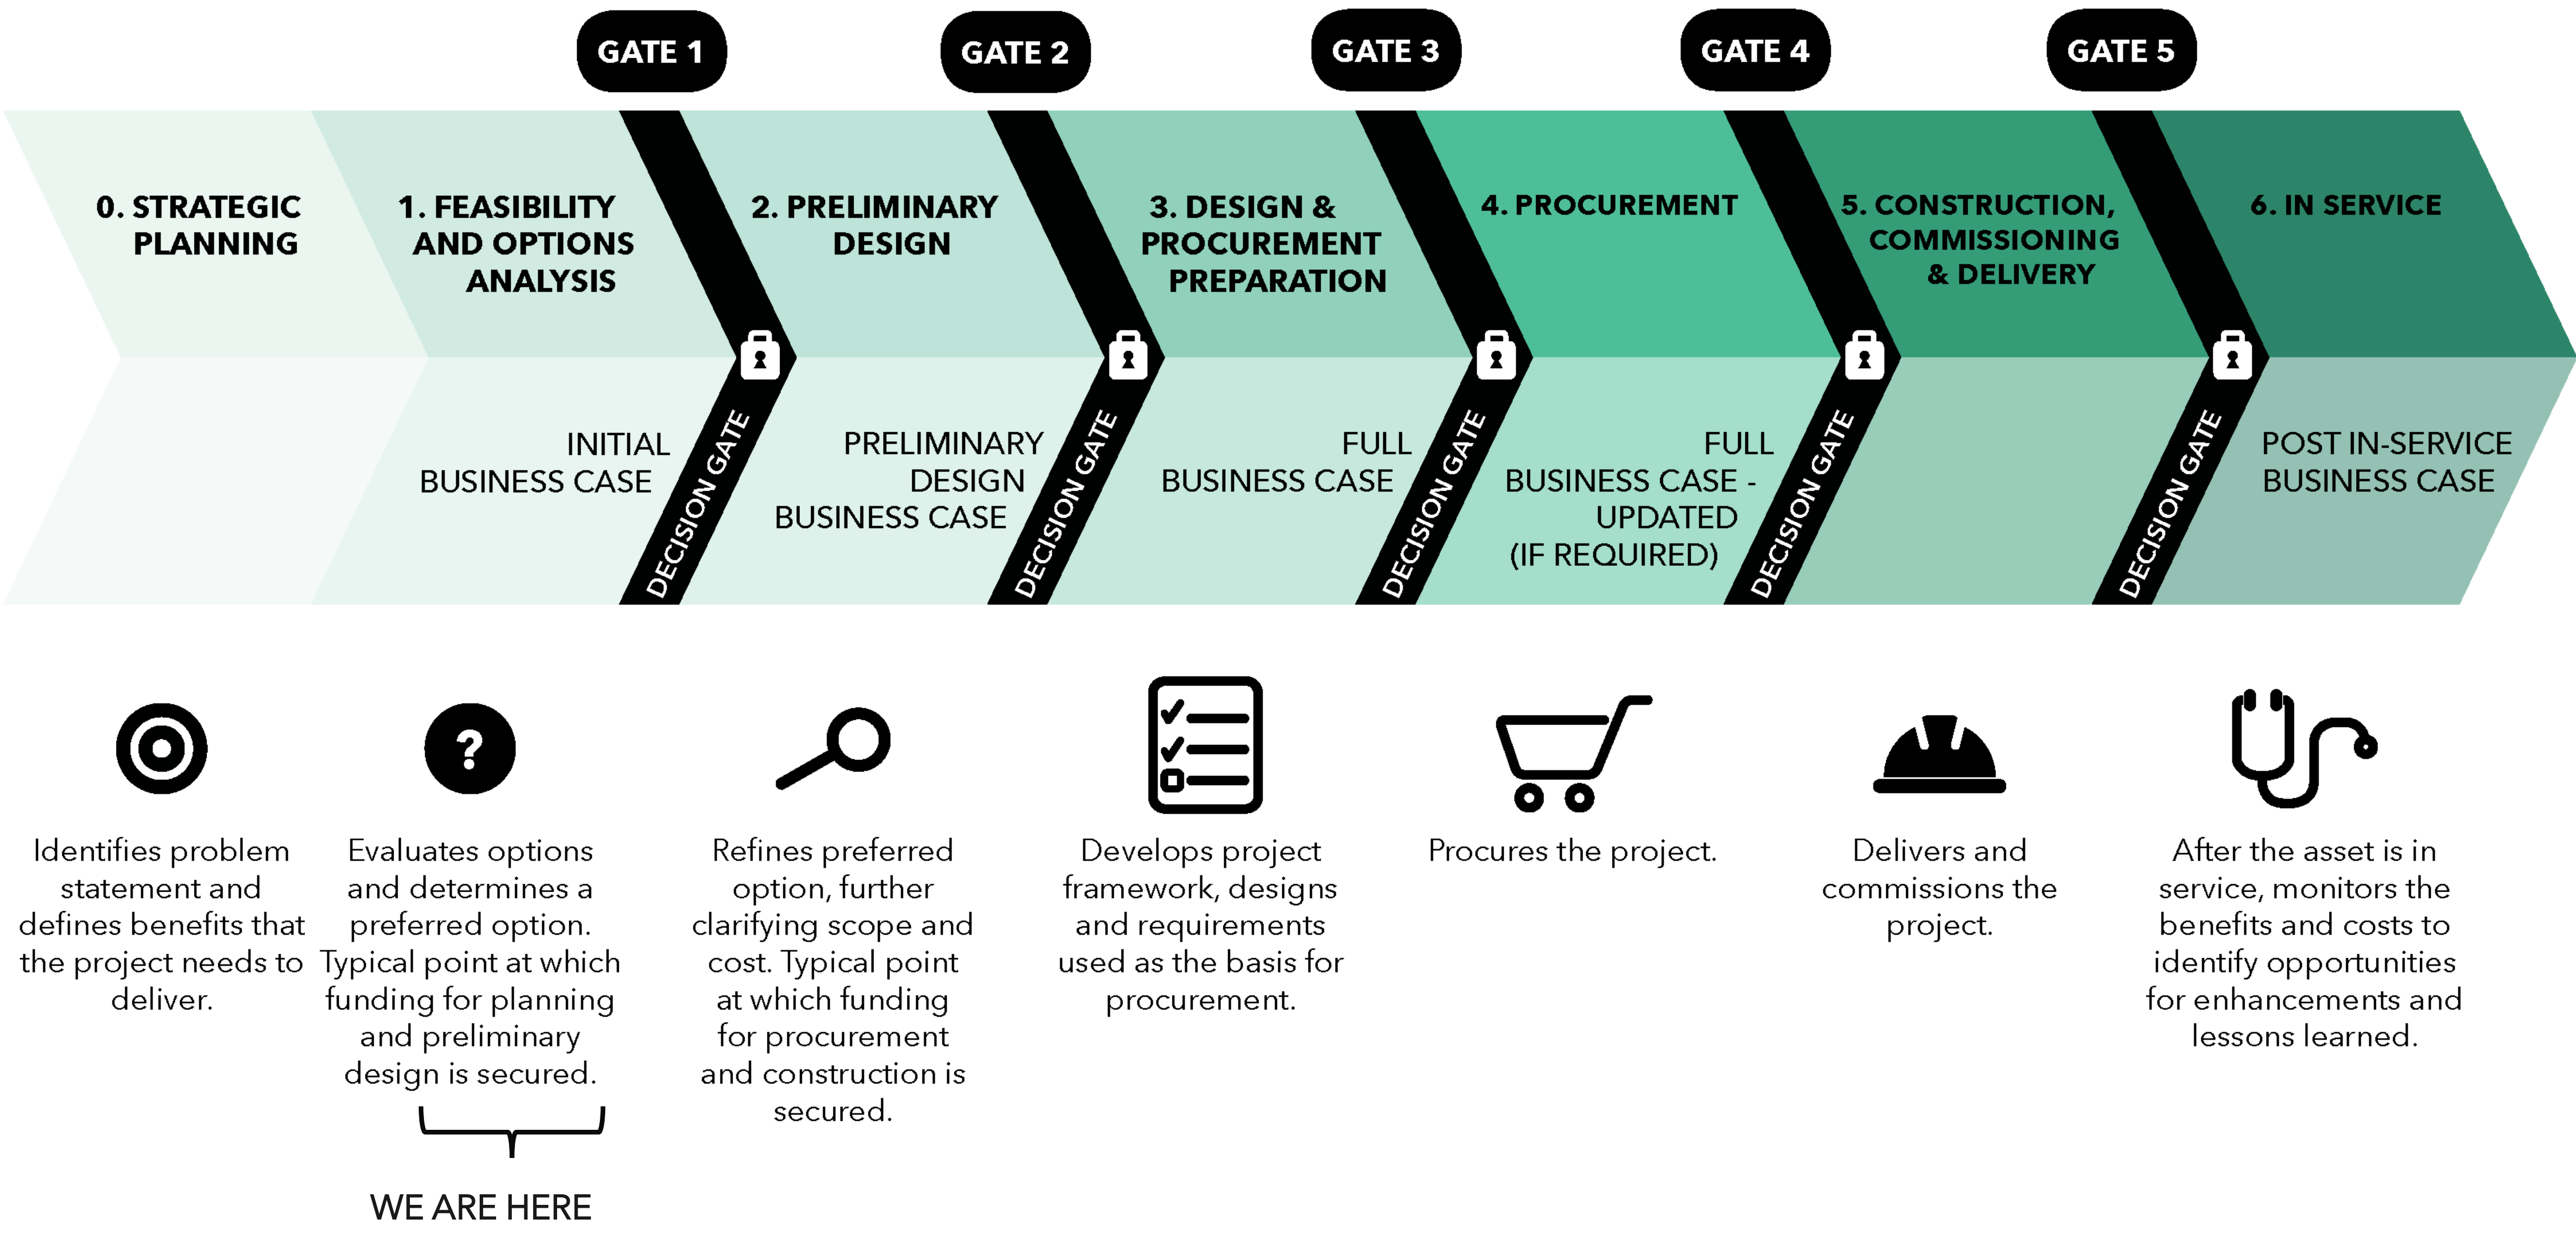 GATE 1
GATE 2
GATE 3
GATE 4
GATE 5
0. STRATEGIC
PLANNING
1. FEASIBILITY
AND OPTIONS
ANALYSIS
2. PRELIMINARY
DESIGN
3. DESIGN &
PROCUREMENT
PREPARATION
4. PROCUREMENT
5. CONSTRUCTION,
COMMISSIONING
& DELIVERY
6. IN SERVICE
INITIAL
BUSINESS CASE
DECISION GATE
PRELIMINARY
DESIGN
BUSINESS CASE
DECISION GATE
FULL
BUSINESS CASE
DECISION GATE
FULL
BUSINESS CASE -
UPDATED
(IF REQUIRED)
DECISION GATE
DECISION GATE
POST IN-SERVICE
BUSINESS CASE
?
Identifies problem
statement and
defines benefits that
the project needs to
deliver.
Evaluates options
and determines a
preferred option.
Typical point at which
funding for planning
and preliminary
design is secured.
Refines preferred
option, further
clarifying scope and
cost. Typical point
at which funding
for procurement
and construction is
secured.
Develops project
framework, designs
and requirements
used as the basis for
procurement.
Procures the project.
Delivers and
commissions the
project.
After the asset is in
service, monitors the
benefits and costs to
identify opportunities
for enhancements and
lessons learned.
WE ARE HERE